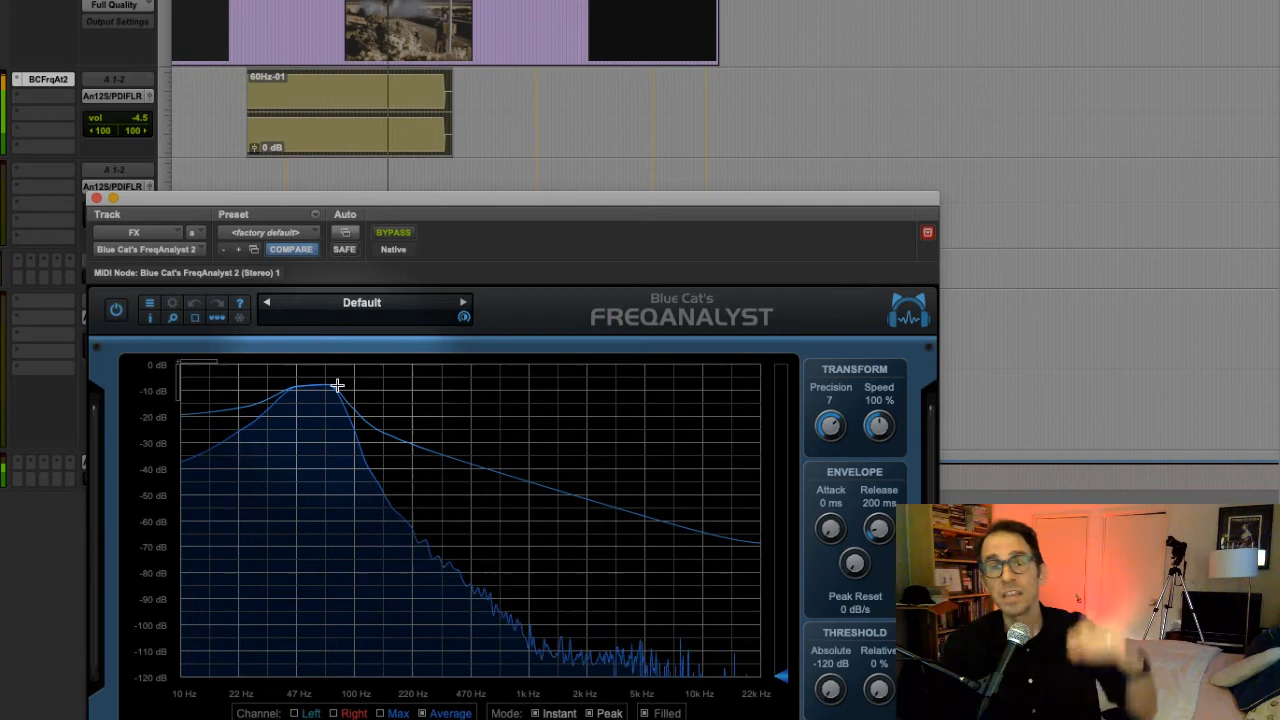 Full Quality
Output Settings
BCFrqAt2
A 1-2
An12S/PDIFLR
vol -4.5
100 100
60Hz-01
0 dB
A 1-2
An12S/PDIFLR
Track Preset Auto
FX a <factory default> BYPASS
Blue Cat's FreqAnalyst 2 - + COMPARE SAFE Native
MIDI Node: Blue Cat's FreqAnalyst 2 (Stereo) 1
Default
Blue Cat's
FREQANALYST
0 dB
-10 dB
-20 dB
-30 dB
-40 dB
-50 dB
-60 dB
-70 dB
-80 dB
-90 dB
-100 dB
-110 dB
-120 dB
10 Hz 22 Hz 47 Hz 100 Hz 220 Hz 470 Hz 1k Hz 2k Hz 5k Hz 10k Hz 22k Hz
Channel: Left Right Max Average Mode: Instant Peak Filled
TRANSFORM
Precision Speed
7 100 %
ENVELOPE
Attack Release
0 ms 200 ms
Peak Reset
0 dB/s
THRESHOLD
Absolute Relative
-120 dB 0 %